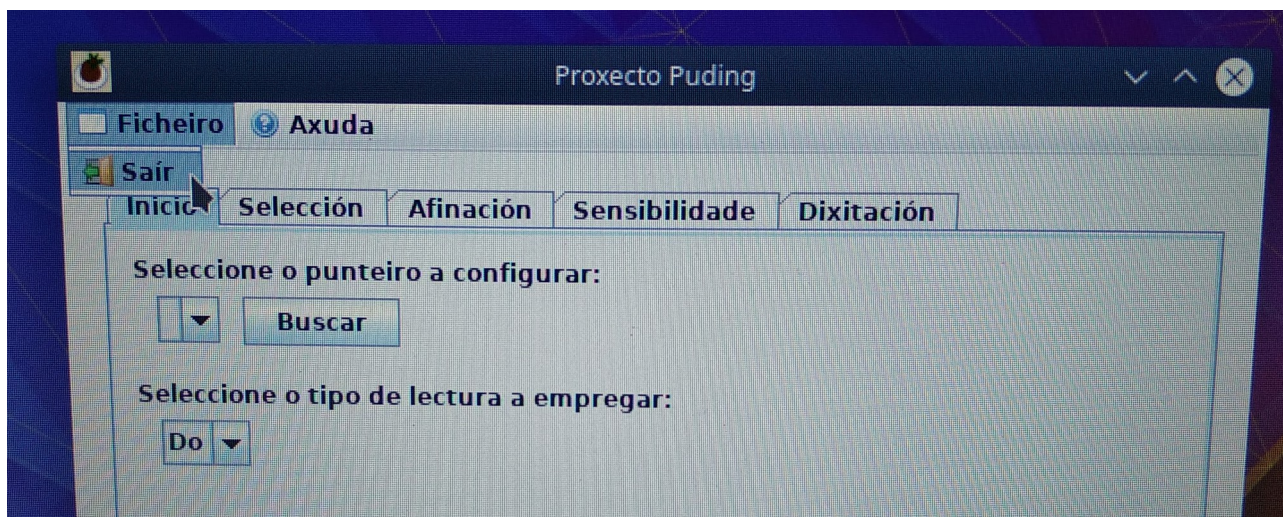 Proxecto Puding
Ficheiro Axuda
Saír
Inicio Selección Afinación Sensibilidade Dixitación
Seleccione o punteiro a configurar:
Buscar
Seleccione o tipo de lectura a empregar:
Do